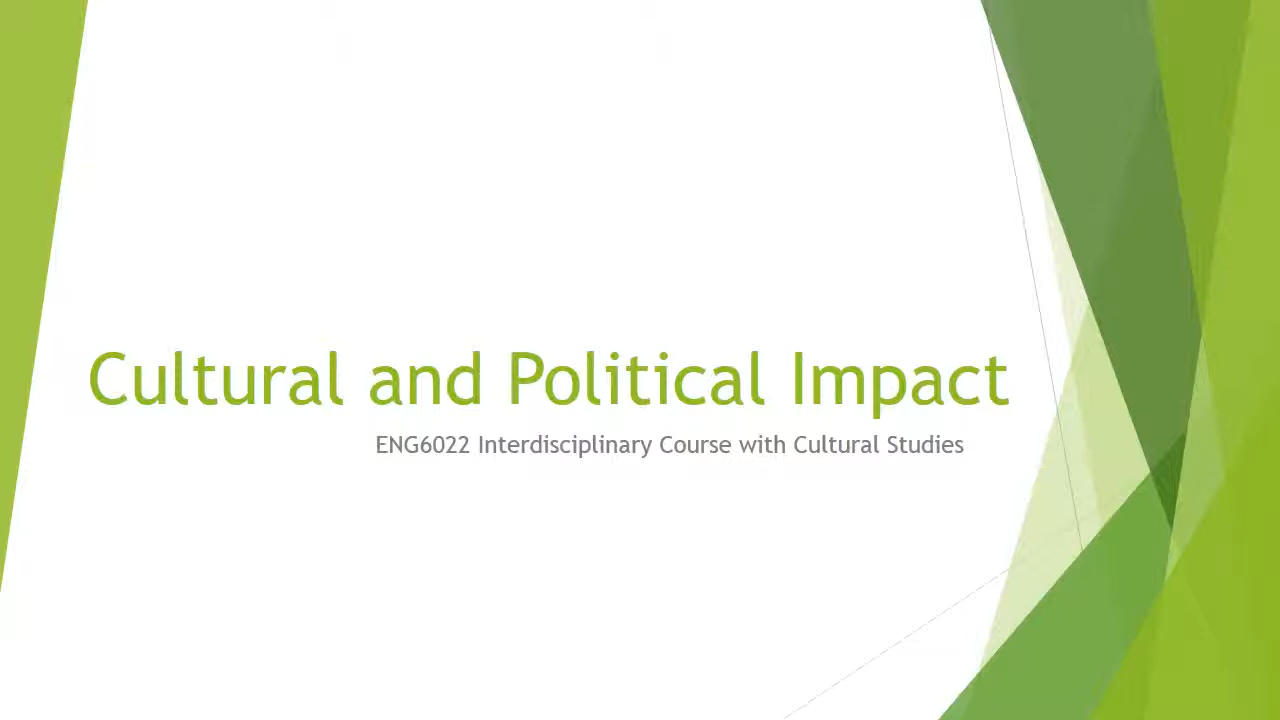 Cultural and Political Impact
ENG6022 Interdisciplinary Course with Cultural Studies